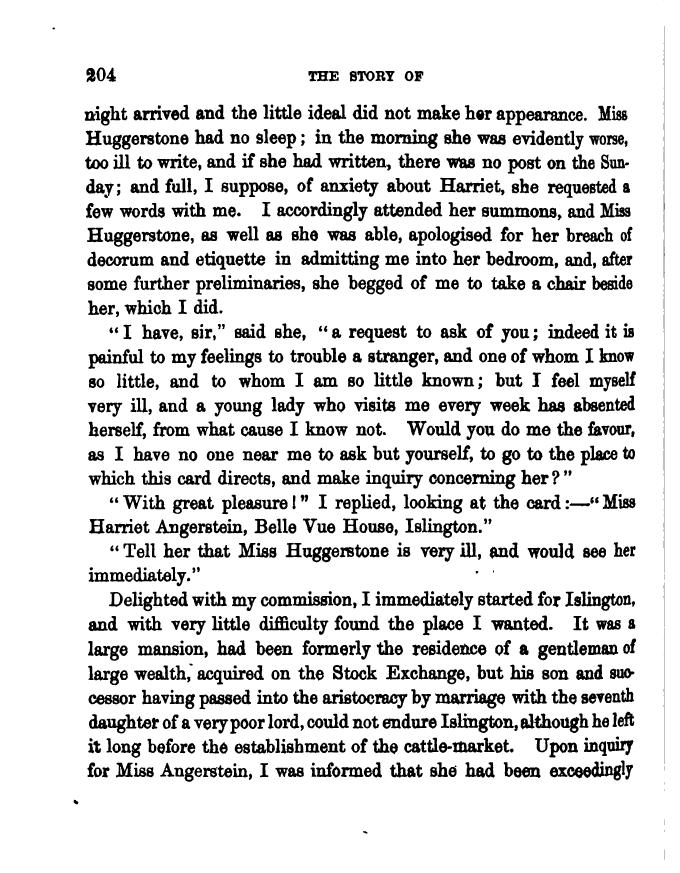 204 THE STORY OF
night arrived and the little ideal did not make her appearance. Miss
Huggerstone had no sleep; in the morning she was evidently worse,
too ill to write, and if she had written, there was no post on the Sun-
day; and full, I suppose, of anxiety about Harriet, she requested a
few words with me. I accordingly attended her summons, and Miss
Huggerstone, as well as she was able, apologised for her breach of
decorum and etiquette in admitting me into her bedroom, and, after
some further preliminaries, she begged of me to take a chair beside
her, which I did.
"I have, sir," said she, "a request to ask of you; indeed it is
painful to my feelings to trouble a stranger, and one of whom I know
so little, and to whom I am so little known; but I feel myself
very ill, and a young lady who visits me every week has absented
herself, from what cause I know not. Would you do me the favour,
as I have no one near me to ask but yourself, to go to the place to
which this card directs, and make inquiry concerning her?"
"With great pleasure!" I replied, looking at the card:—"Miss
Harriet Angerstein, Belle Vue House, Islington."
"Tell her that Miss Huggerstone is very ill, and would see her
immediately."
Delighted with my commission, I immediately started for Islington,
and with very little difficulty found the place I wanted. It was a
large mansion, had been formerly the residence of a gentleman of
large wealth, acquired on the Stock Exchange, but his son and suc-
cessor having passed into the aristocracy by marriage with the seventh
daughter of a very poor lord, could not endure Islington, although he left
it long before the establishment of the cattle-market. Upon inquiry
for Miss Angerstein, I was informed that she had been exceedingly